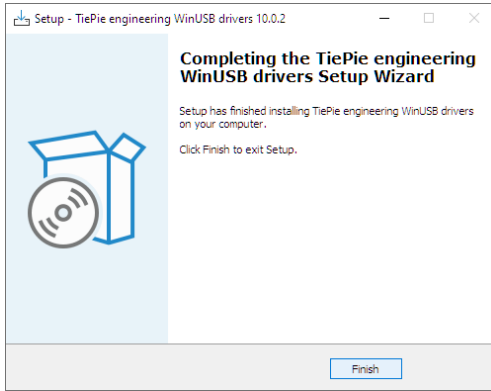 Setup - TiePie engineering WinUSB drivers 10.0.2
Completing the TiePie engineering
WinUSB drivers Setup Wizard
Setup has finished installing TiePie engineering WinUSB drivers
on your computer.
Click Finish to exit Setup.
Finish